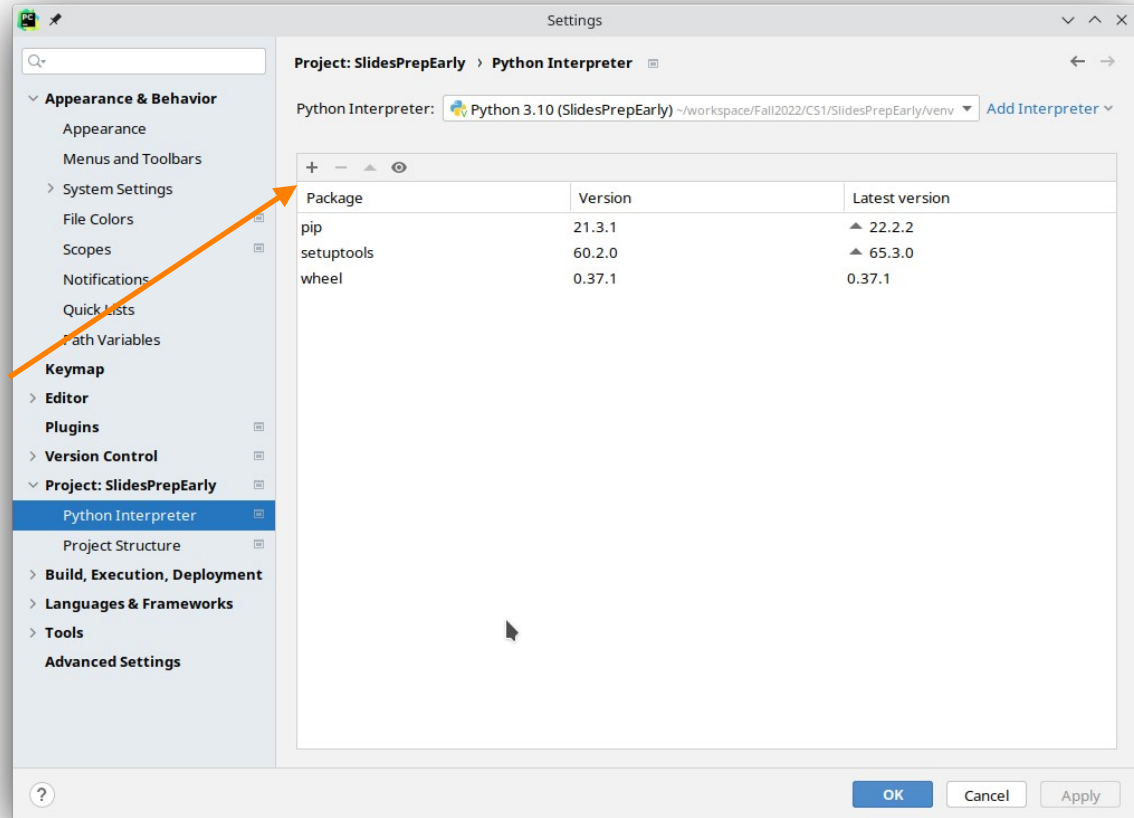 PC
Settings
Appearance & Behavior
Appearance
Menus and Toolbars
System Settings
File Colors
Scopes
Notifications
Quick Lists
Path Variables
Keymap
Editor
Plugins
Version Control
Project: SlidesPrepEarly
Python Interpreter
Project Structure
Build, Execution, Deployment
Languages & Frameworks
Tools
Advanced Settings
Project: SlidesPrepEarly › Python Interpreter
Python Interpreter: Python 3.10 (SlidesPrepEarly) ~/workspace/Fall2022/CS1/SlidesPrepEarly/venv Add Interpreter
Package Version Latest version
pip 21.3.1 22.2.2
setuptools 60.2.0 65.3.0
wheel 0.37.1 0.37.1
? OK Cancel Apply